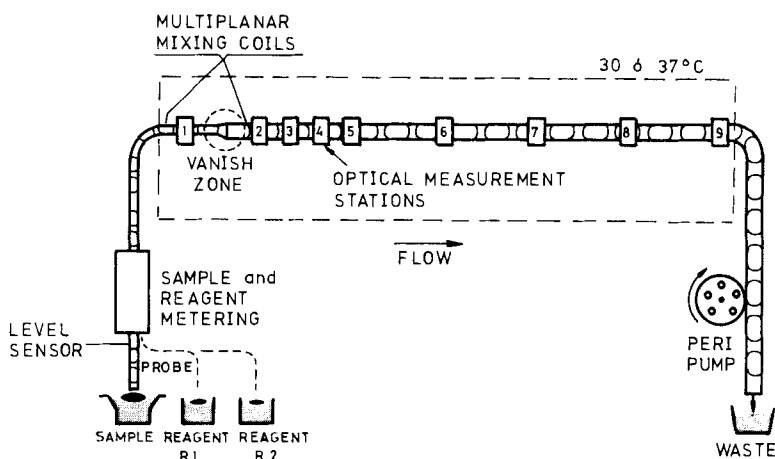 MULTIPLANAR
MIXING COILS
30 ó 37°C
1
2
3
4
5
6
7
8
9
VANISH
ZONE
OPTICAL MEASUREMENT
STATIONS
FLOW
SAMPLE and
REAGENT
METERING
LEVEL
SENSOR
PROBE
PERI
PUMP
SAMPLE
REAGENT
R1
REAGENT
R2
WASTE